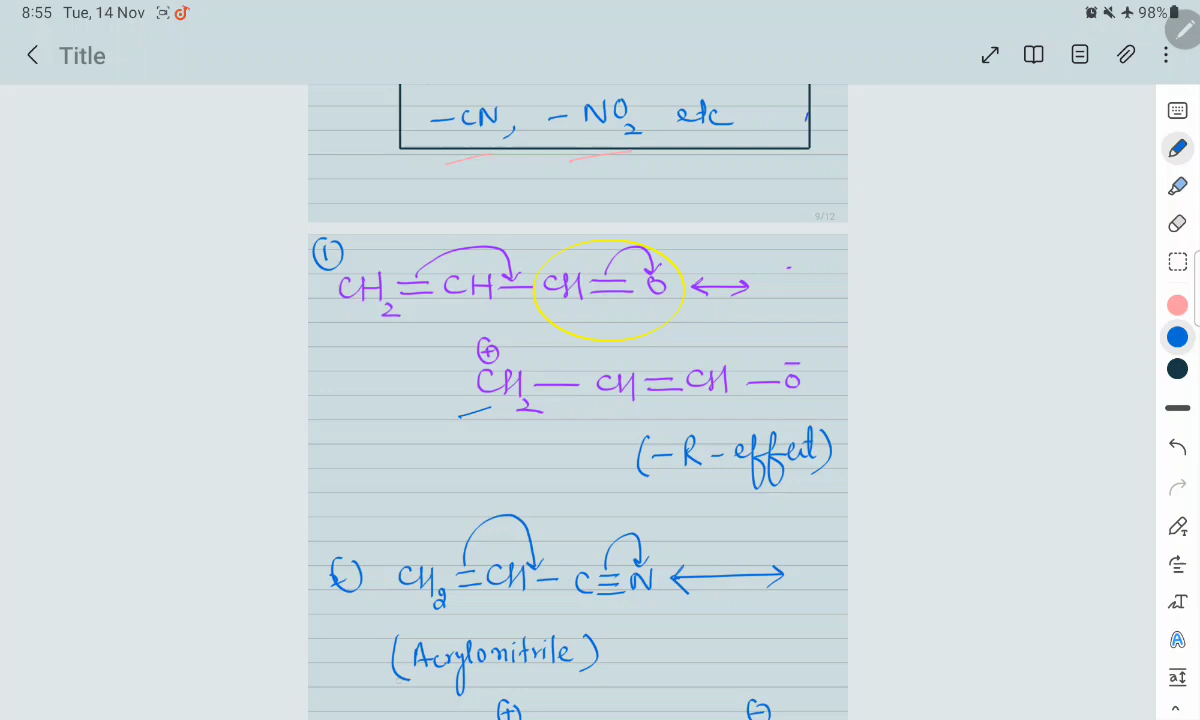 8:55 Tue, 14 Nov
98%
Title
–CN, –NO₂ etc
9/12
①
CH₂=CH–CH=O ↔
⊕
CH₂–CH=CH–Ō
(–R-effect)
CH₂=CH–C≡N ⟷
(Acrylonitrile)
⊕ ⊖